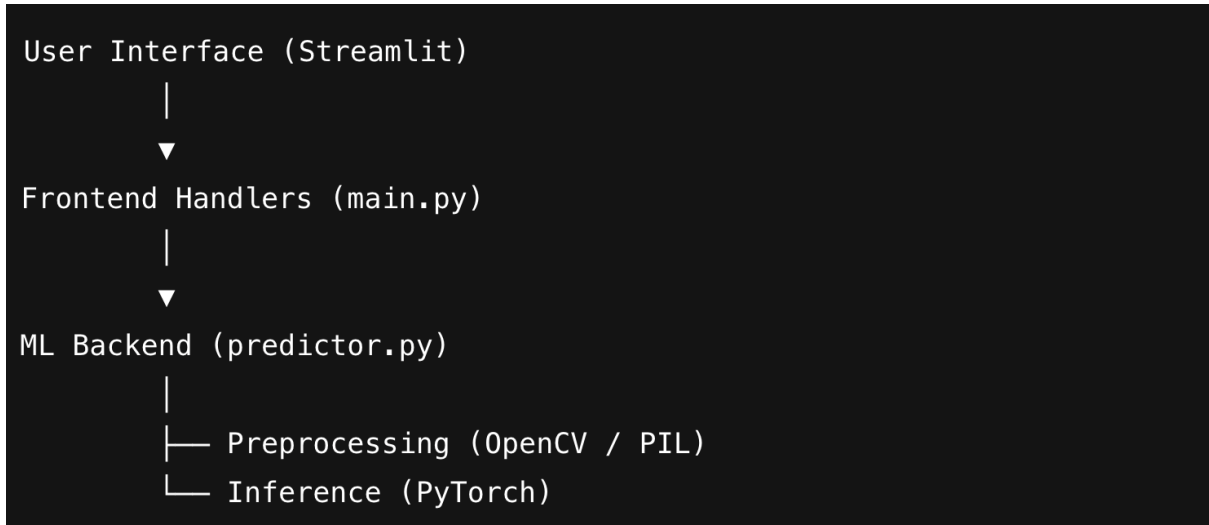 User Interface (Streamlit)
│
▼
Frontend Handlers (main.py)
│
▼
ML Backend (predictor.py)
│
├── Preprocessing (OpenCV / PIL)
└── Inference (PyTorch)